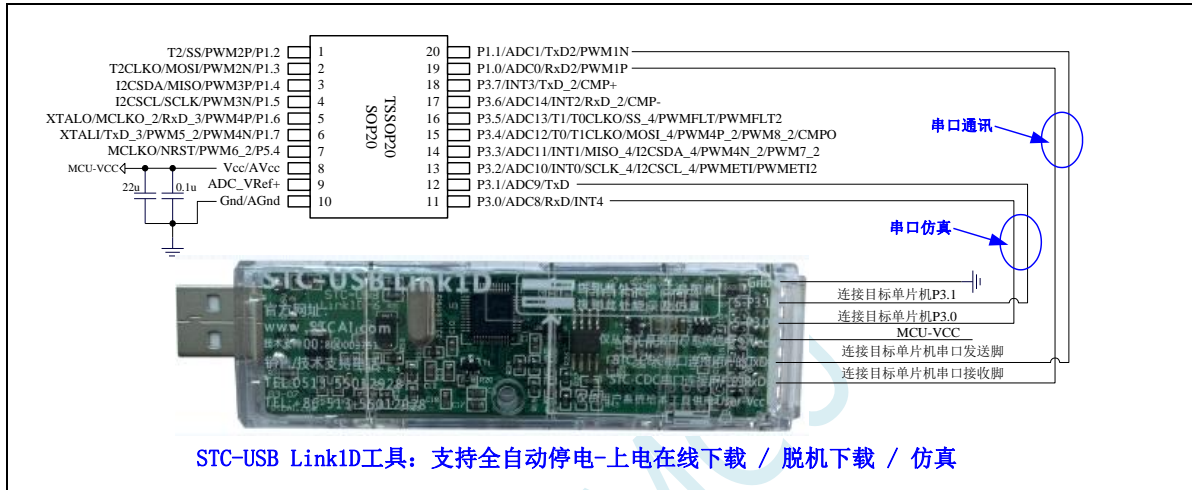 T2/SS/PWM2P/P1.2 1
T2CLKO/MOSI/PWM2N/P1.3 2
I2CSDA/MISO/PWM3P/P1.4 3
I2CSCL/SCLK/PWM3N/P1.5 4
XTALO/MCLKO_2/RxD_3/PWM4P/P1.6 5
XTALI/TxD_3/PWM5_2/PWM4N/P1.7 6
MCLKO/NRST/PWM6_2/P5.4 7
MCU-VCC Vcc/AVcc 8
22u 0.1u ADC_VRef+ 9
Gnd/AGnd 10
TSSOP20
SOP20
20 P1.1/ADC1/TxD2/PWM1N
19 P1.0/ADC0/RxD2/PWM1P
18 P3.7/INT3/TxD_2/CMP+
17 P3.6/ADC14/INT2/RxD_2/CMP-
16 P3.5/ADC13/T1/T0CLKO/SS_4/PWMFLT/PWMFLT2
15 P3.4/ADC12/T0/T1CLKO/MOSI_4/PWM4P_2/PWM8_2/CMPO
14 P3.3/ADC11/INT1/MISO_4/I2CSDA_4/PWM4N_2/PWM7_2
13 P3.2/ADC10/INT0/SCLK_4/I2CSCL_4/PWMETI/PWMETI2
12 P3.1/ADC9/TxD
11 P3.0/ADC8/RxD/INT4
串口通讯
串口仿真
STC-USB Link1D
官方网址:
www.STCAI.com
Gnd
S-P3.1
连接目标单片机P3.1
连接目标单片机P3.0
MCU-VCC
连接目标单片机串口发送脚
连接目标单片机串口接收脚
STC-USB Link1D工具：支持全自动停电-上电在线下载 / 脱机下载 / 仿真